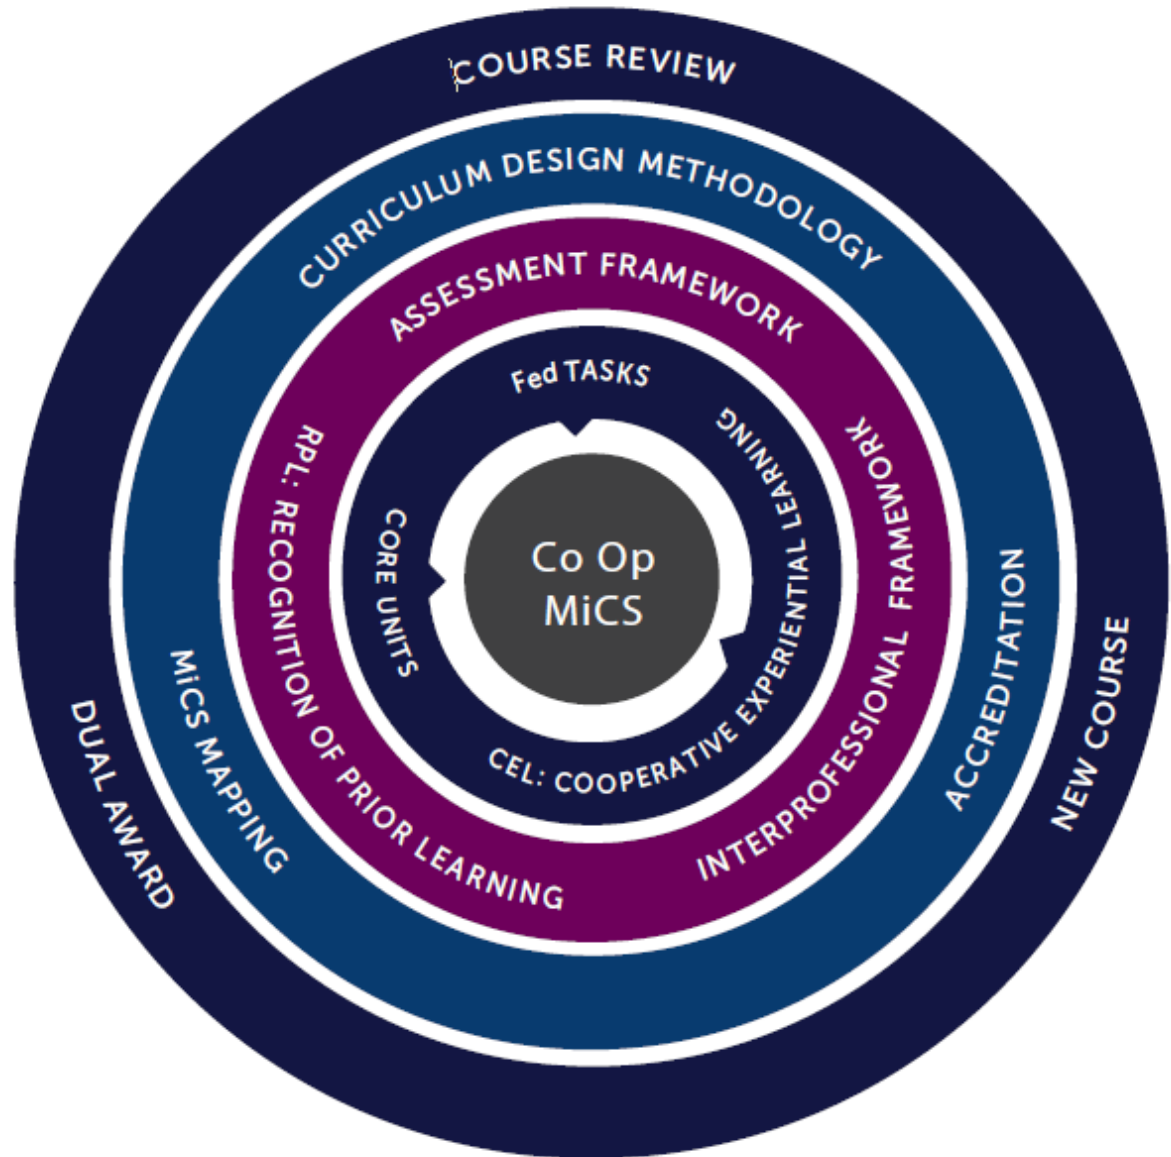 COURSE REVIEW
CURRICULUM DESIGN METHODOLOGY
ASSESSMENT FRAMEWORK
Fed TASKS
CEL: COOPERATIVE EXPERIENTIAL LEARNING
CORE UNITS
Co Op
MiCS
RPL: RECOGNITION OF PRIOR LEARNING
INTERPROFESSIONAL FRAMEWORK
MiCS MAPPING
ACCREDITATION
DUAL AWARD
NEW COURSE